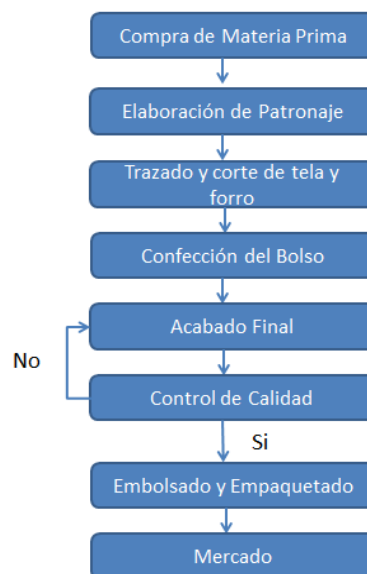 Compra de Materia Prima
Elaboración de Patronaje
Trazado y corte de tela y
forro
Confección del Bolso
Acabado Final
No
Control de Calidad
Si
Embolsado y Empaquetado
Mercado